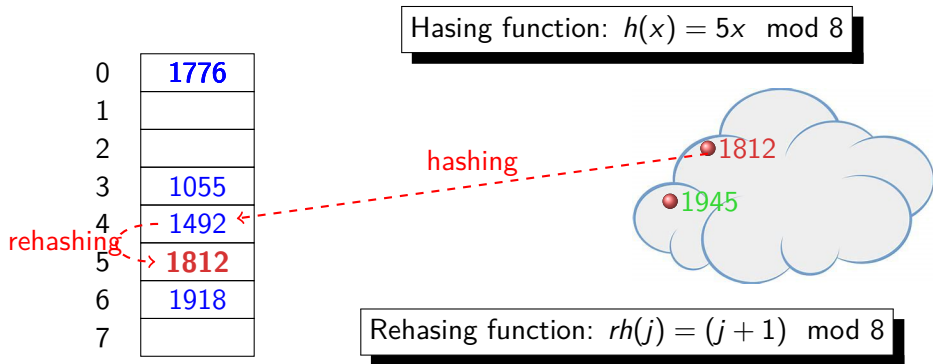 Hasing function: h(x) = 5x mod 8
0 1776
1
2
3 1055
4 1492
5 1812
6 1918
7
hashing
rehashing
1812
1945
Rehasing function: rh(j) = (j + 1) mod 8